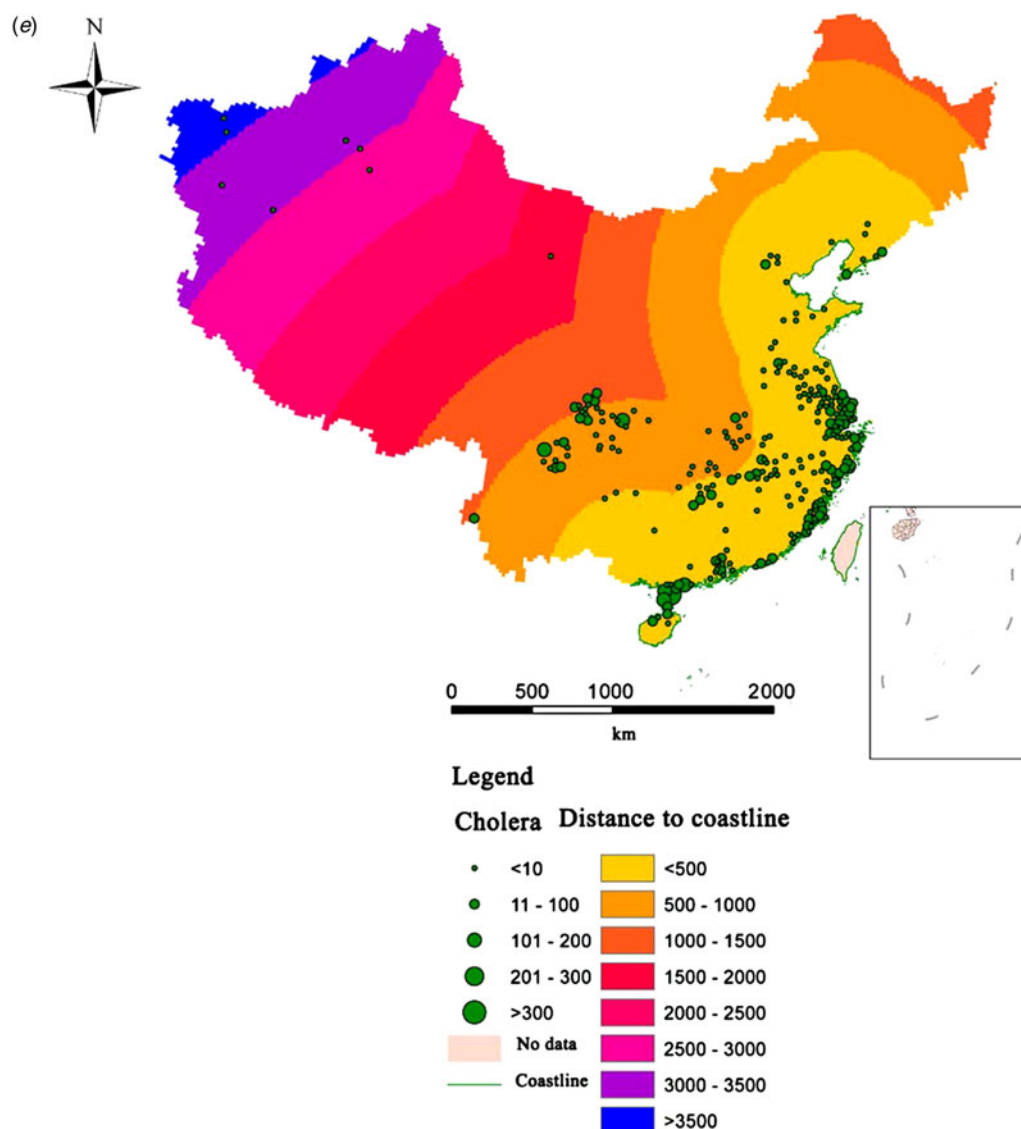 (e)
N
0 500 1000 2000
km
Legend
Cholera Distance to coastline
<10 <500
11 - 100 500 - 1000
101 - 200 1000 - 1500
201 - 300 1500 - 2000
>300 2000 - 2500
No data 2500 - 3000
Coastline 3000 - 3500
>3500